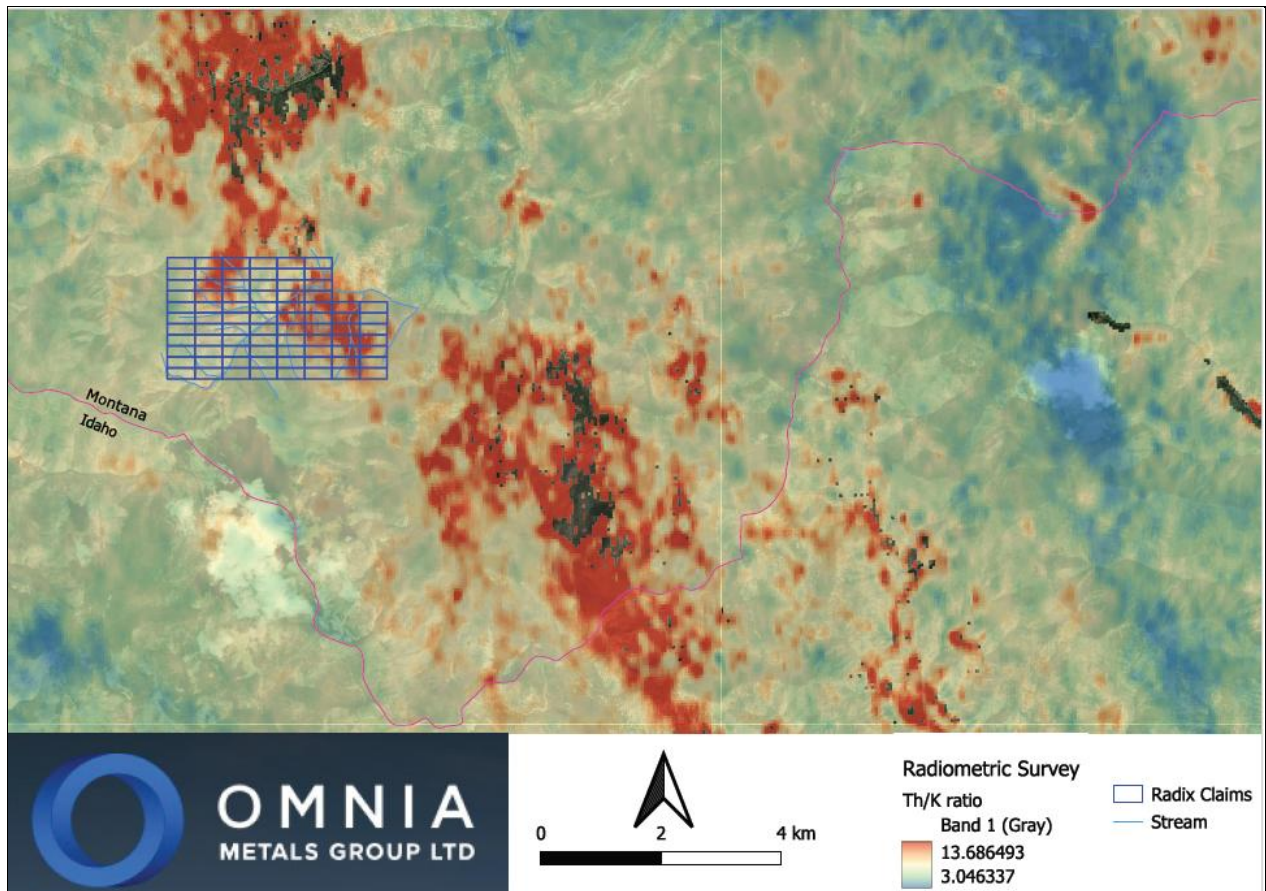 Montana
Idaho
OMNIA
METALS GROUP LTD
0 2 4 km
Radiometric Survey
Th/K ratio
Band 1 (Gray)
13.686493
3.046337
Radix Claims
Stream